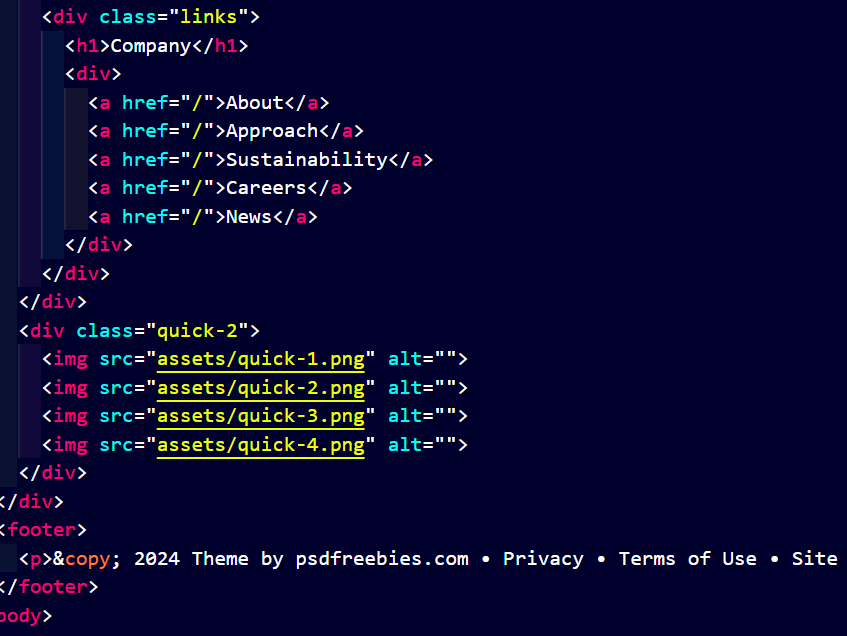 <div class="links">
<h1>Company</h1>
<div>
<a href="/">About</a>
<a href="/">Approach</a>
<a href="/">Sustainability</a>
<a href="/">Careers</a>
<a href="/">News</a>
</div>
</div>
</div>
<div class="quick-2">
<img src="assets/quick-1.png" alt="">
<img src="assets/quick-2.png" alt="">
<img src="assets/quick-3.png" alt="">
<img src="assets/quick-4.png" alt="">
</div>
</div>
<footer>
<p>&copy; 2024 Theme by psdfreebies.com • Privacy • Terms of Use • Site
</footer>
body>